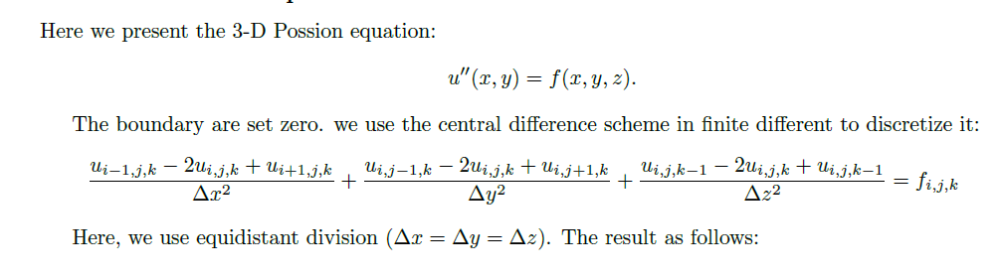 Here we present the 3-D Possion equation:
u''(x, y) = f(x, y, z).
The boundary are set zero. we use the central difference scheme in finite different to discretize it:
\frac{u_{i-1,j,k} - 2u_{i,j,k} + u_{i+1,j,k}}{\Delta x^2} + \frac{u_{i,j-1,k} - 2u_{i,j,k} + u_{i,j+1,k}}{\Delta y^2} + \frac{u_{i,j,k-1} - 2u_{i,j,k} + u_{i,j,k-1}}{\Delta z^2} = f_{i,j,k}
Here, we use equidistant division (Δx = Δy = Δz). The result as follows: